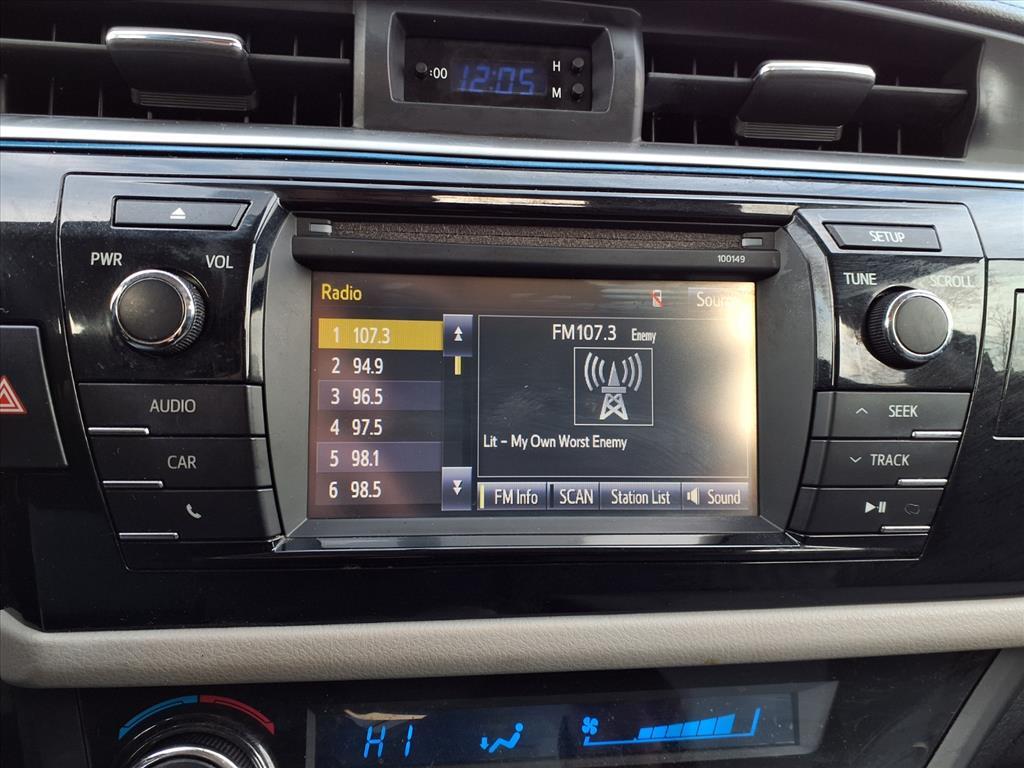 :00 12:05 H
M
SETUP
PWR VOL
100149
TUNE SCROLL
Radio
1 107.3
2 94.9
3 96.5
4 97.5
5 98.1
6 98.5
FM107.3 Enemy
Lit - My Own Worst Enemy
FM Info SCAN Station List Sound
AUDIO
CAR
SEEK
TRACK
HI